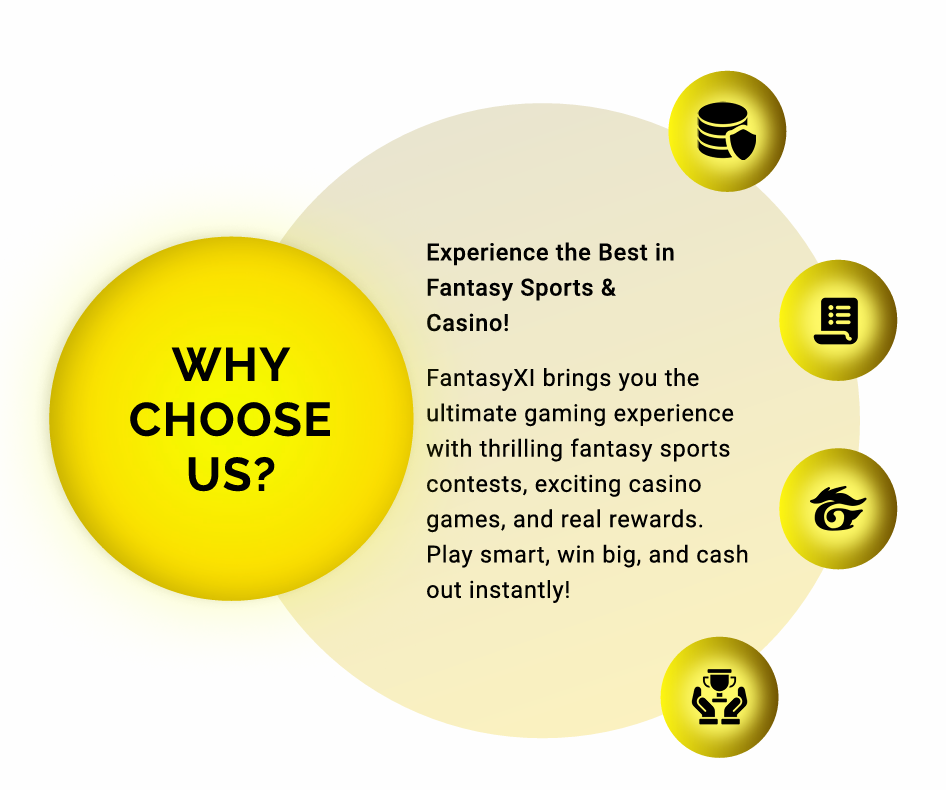 WHY
CHOOSE
US?
Experience the Best in
Fantasy Sports &
Casino!
FantasyXI brings you the
ultimate gaming experience
with thrilling fantasy sports
contests, exciting casino
games, and real rewards.
Play smart, win big, and cash
out instantly!